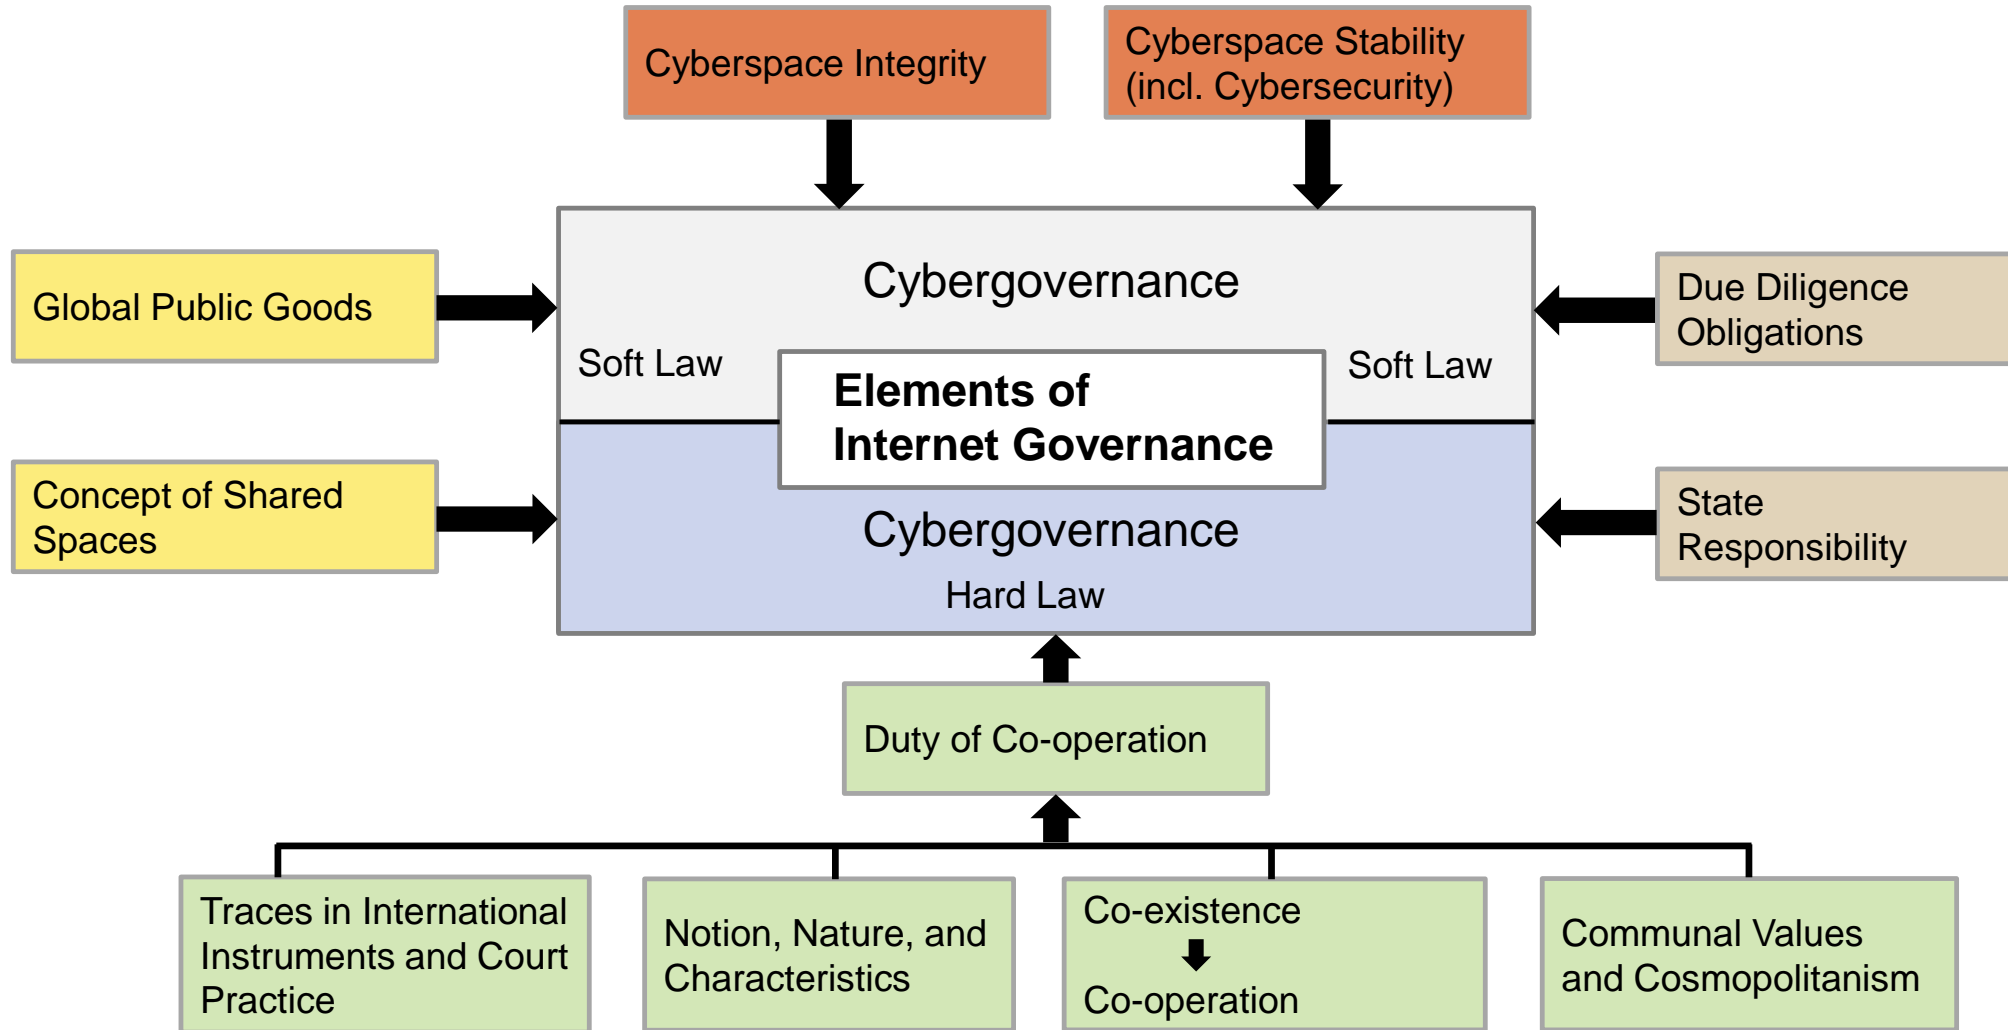 Cyberspace Integrity
Cyberspace Stability
(incl. Cybersecurity)
Global Public Goods
Cybergovernance
Due Diligence
Obligations
Soft Law
Soft Law
Elements of
Internet Governance
Concept of Shared
Spaces
Cybergovernance
Hard Law
State
Responsibility
Duty of Co-operation
Traces in International
Instruments and Court
Practice
Notion, Nature, and
Characteristics
Co-existence
Co-operation
Communal Values
and Cosmopolitanism